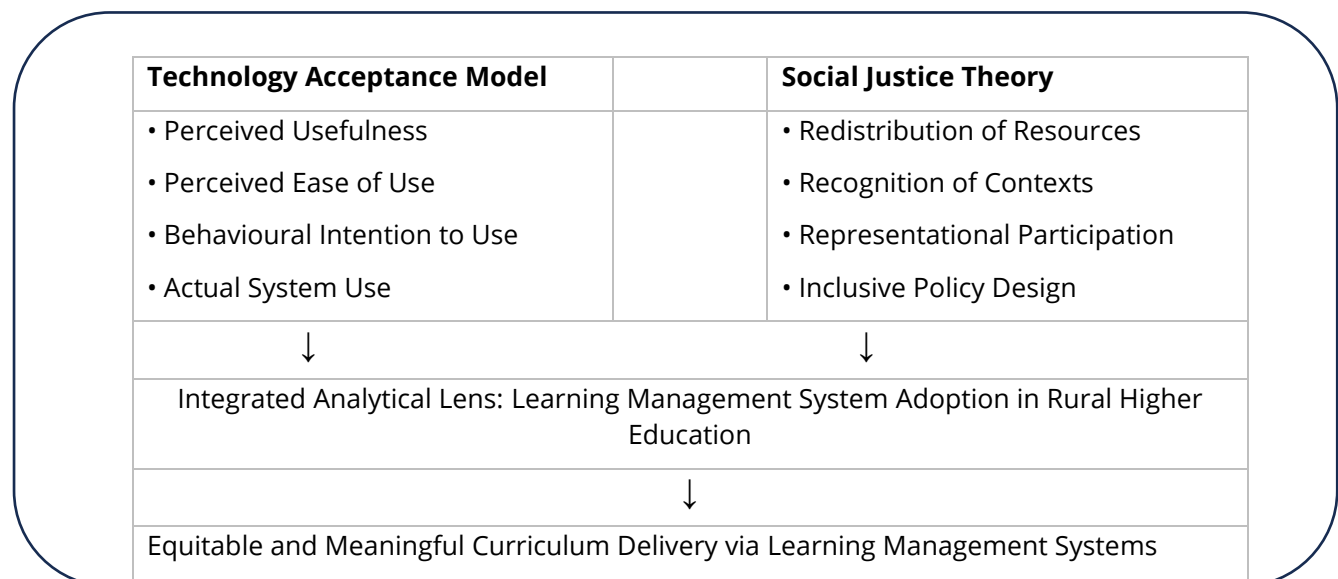 Technology Acceptance Model
Social Justice Theory
• Perceived Usefulness
• Perceived Ease of Use
• Behavioural Intention to Use
• Actual System Use
• Redistribution of Resources
• Recognition of Contexts
• Representational Participation
• Inclusive Policy Design
↓ ↓
Integrated Analytical Lens: Learning Management System Adoption in Rural Higher
Education
↓
Equitable and Meaningful Curriculum Delivery via Learning Management Systems